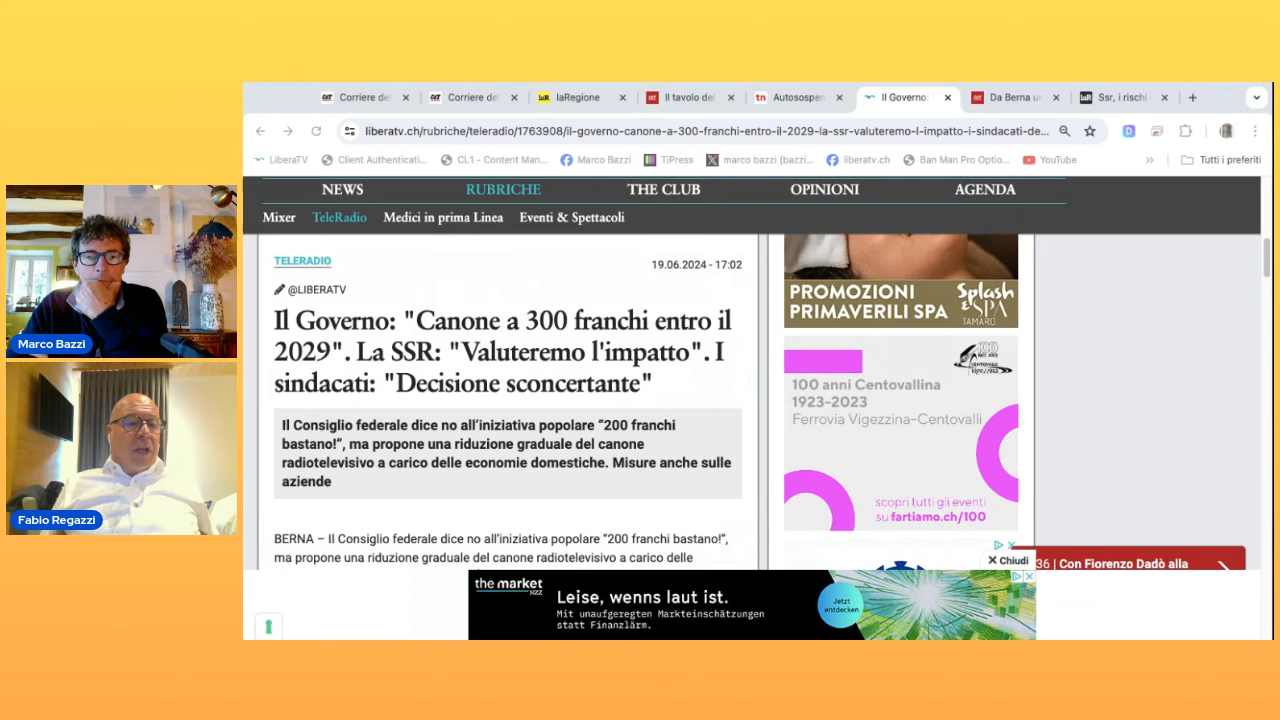 Corriere del
Corriere del
laRegione
Il tavolo del
Autosospen
Il Governo:
Da Berna un
Ssr, i rischi
liberatv.ch/rubriche/teleradio/1763908/il-governo-canone-a-300-franchi-entro-il-2029-la-ssr-valuteremo-l-impatto-i-sindacati-de...
LiberaTV
Client Authenticati...
CL1 - Content Man...
Marco Bazzi
TiPress
marco bazzi (bazzi...
liberatv.ch
Ban Man Pro Optio...
YouTube
Tutti i preferiti
NEWS
RUBRICHE
THE CLUB
OPINIONI
AGENDA
Mixer
TeleRadio
Medici in prima Linea
Eventi & Spettacoli
TELERADIO
19.06.2024 - 17:02
@LIBERATV
Il Governo: "Canone a 300 franchi entro il
2029". La SSR: "Valuteremo l'impatto". I
sindacati: "Decisione sconcertante"
Il Consiglio federale dice no all’iniziativa popolare “200 franchi
bastano!”, ma propone una riduzione graduale del canone
radiotelevisivo a carico delle economie domestiche. Misure anche sulle
aziende
BERNA – Il Consiglio federale dice no all’iniziativa popolare “200 franchi bastano!”,
ma propone una riduzione graduale del canone radiotelevisivo a carico delle
PROMOZIONI
PRIMAVERILI SPA
Splash
& SPA
TAMARO
100 anni Centovallina
1923-2023
Ferrovia Vigezzina-Centovalli
scopri tutti gli eventi
su fartiamo.ch/100
Chiudi
36 | Con Fiorenzo Dadò alla
the market
NZZ
Leise, wenns laut ist.
Mit unaufgeregten Markteinschätzungen
statt Finanzlärm.
Jetzt
entdecken
Marco Bazzi
Fabio Regazzi